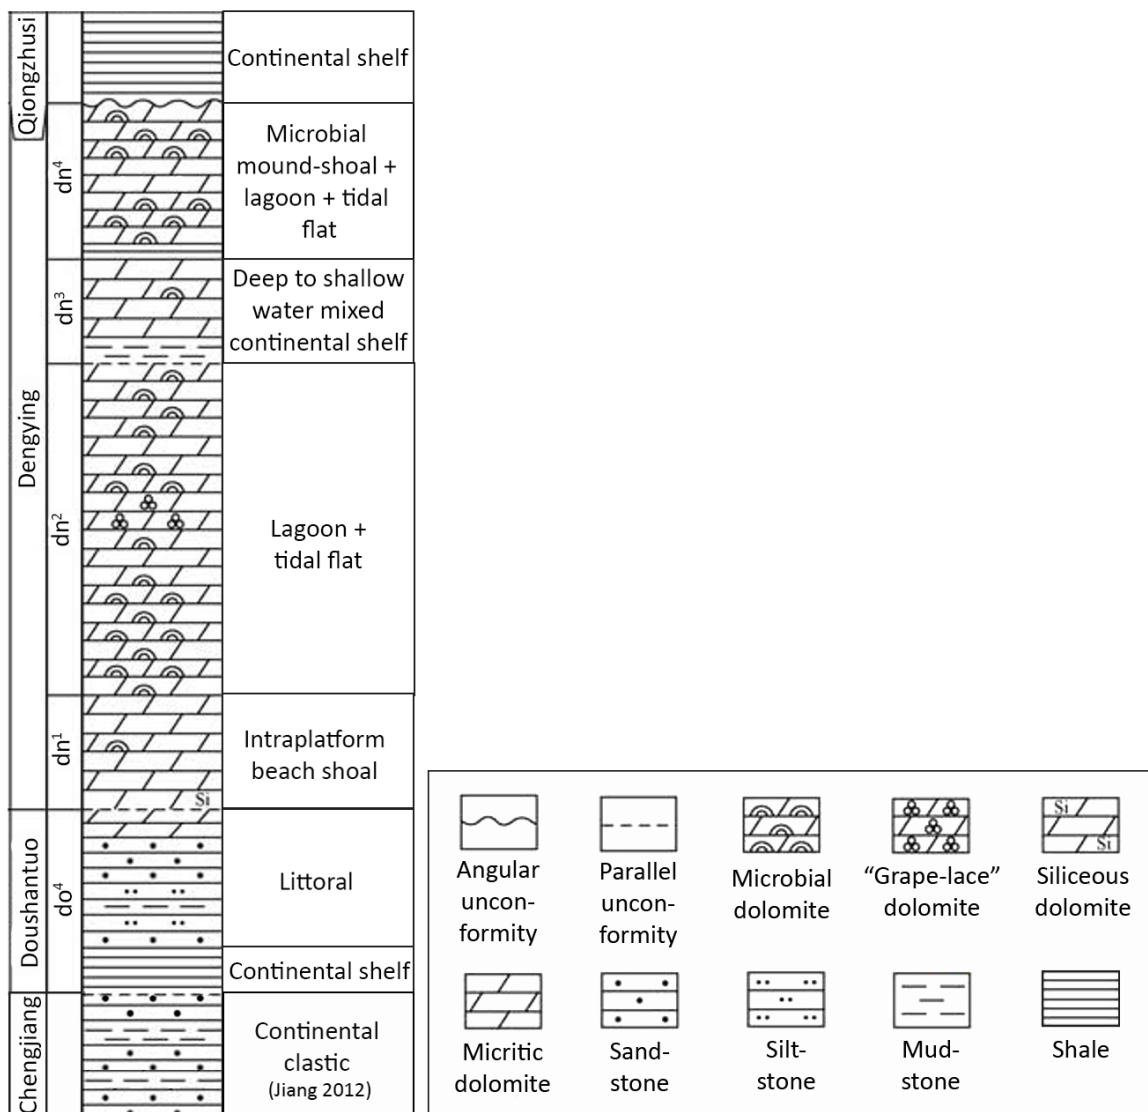 Qiongzhusi
Continental shelf
Dengying
dn⁴
Microbial
mound-shoal +
lagoon + tidal
flat
dn³
Deep to shallow
water mixed
continental shelf
dn²
Lagoon +
tidal flat
dn¹
Intraplatform
beach shoal
Si
Doushantuo
do⁴
Littoral
Continental shelf
Chengjiang
Continental
clastic
(Jiang 2012)
Angular
uncon-
formity
Parallel
uncon-
formity
Microbial
dolomite
“Grape-lace”
dolomite
Si
Si
Siliceous
dolomite
Micritic
dolomite
Sand-
stone
Silt-
stone
Mud-
stone
Shale